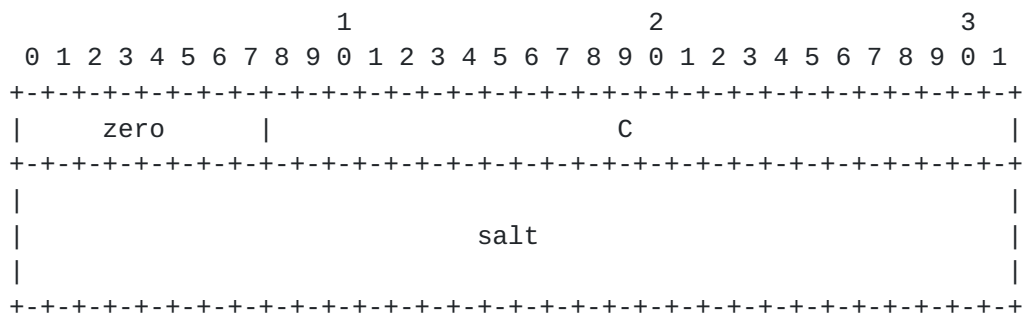 1                   2                   3
 0 1 2 3 4 5 6 7 8 9 0 1 2 3 4 5 6 7 8 9 0 1 2 3 4 5 6 7 8 9 0 1
+-+-+-+-+-+-+-+-+-+-+-+-+-+-+-+-+-+-+-+-+-+-+-+-+-+-+-+-+-+-+-+-+
|     zero      |                      C                        |
+-+-+-+-+-+-+-+-+-+-+-+-+-+-+-+-+-+-+-+-+-+-+-+-+-+-+-+-+-+-+-+-+
|                                                               |
|                             salt                              |
|                                                               |
+-+-+-+-+-+-+-+-+-+-+-+-+-+-+-+-+-+-+-+-+-+-+-+-+-+-+-+-+-+-+-+-+